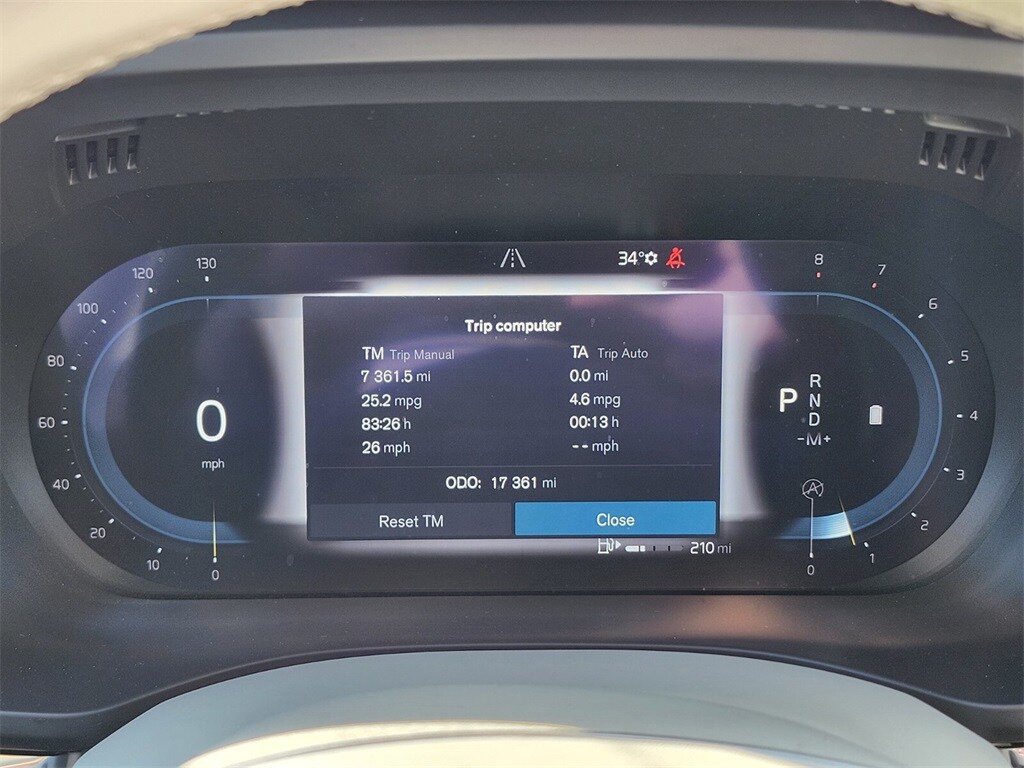 34°
130
120
100
80
60
40
20
10
0
0
mph
Trip computer
TM Trip Manual
7 361.5 mi
25.2 mpg
83:26 h
26 mph
TA Trip Auto
0.0 mi
4.6 mpg
00:13 h
-- mph
ODO: 17 361 mi
Reset TM
Close
210 mi
P
R
N
D
-M+
A
8
7
6
5
4
3
2
1
0